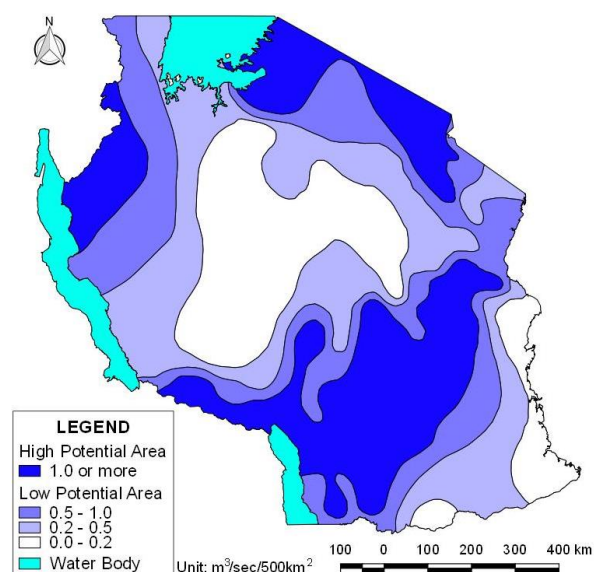 N
LEGEND
High Potential Area
1.0 or more
Low Potential Area
0.5 - 1.0
0.2 - 0.5
0.0 - 0.2
Water Body
Unit: m³/sec/500km²
100 0 100 200 300 400 km